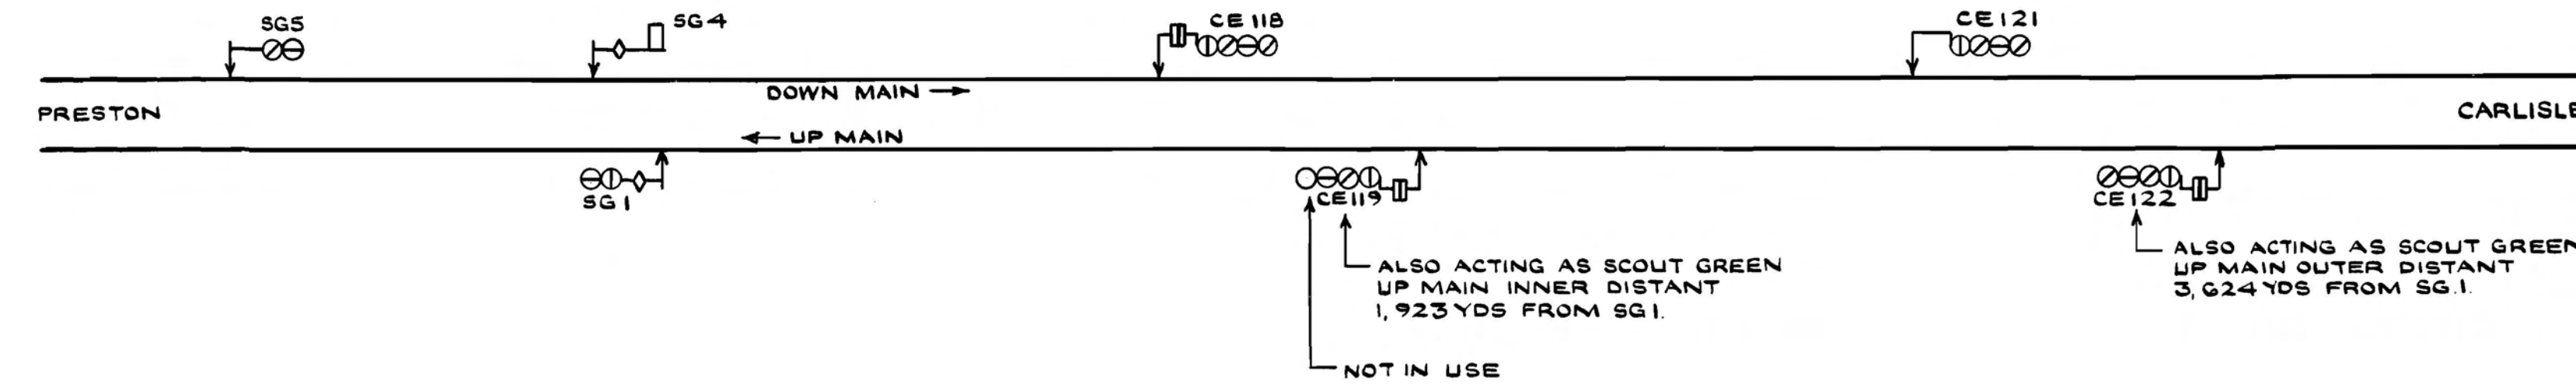 SG5
SG4
CE 118
CE 121
DOWN MAIN
PRESTON
CARLISLE
UP MAIN
SG 1
CE119
CE 122
ALSO ACTING AS SCOUT GREEN
UP MAIN INNER DISTANT
1,923 YDS FROM SG1.
ALSO ACTING AS SCOUT GREEN
UP MAIN OUTER DISTANT
3,624 YDS FROM SG.1.
NOT IN USE